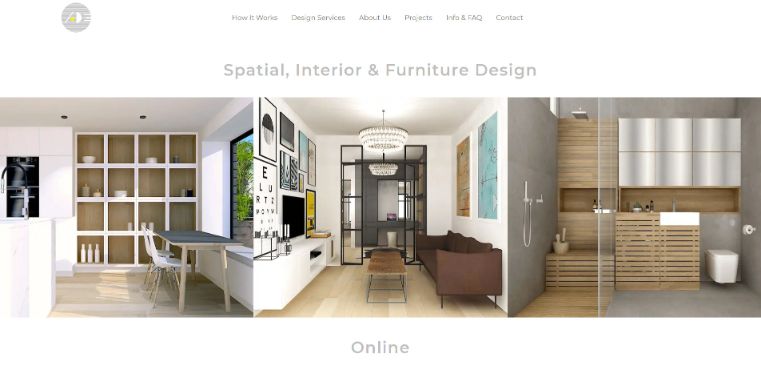 How It Works Design Services About Us Projects Info & FAQ Contact
Spatial, Interior & Furniture Design
E
L U R
Online